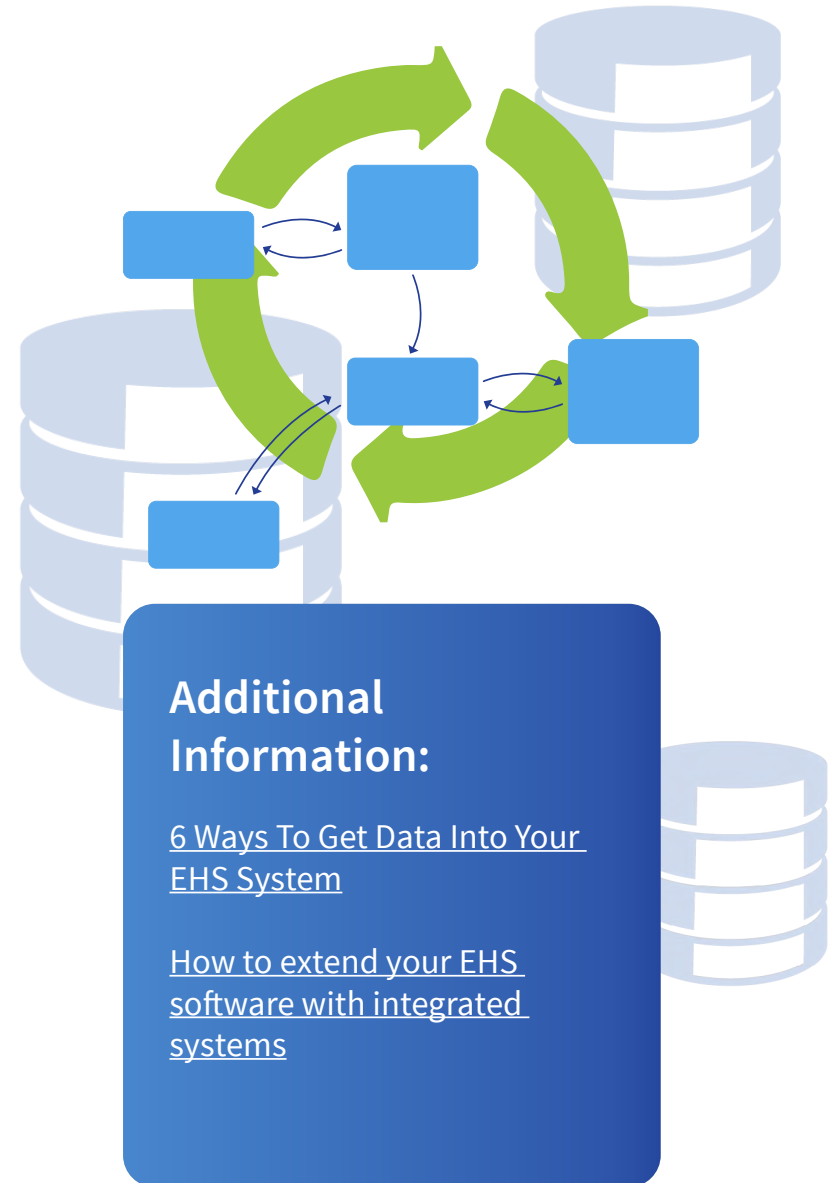 Additional
Information:
6 Ways To Get Data Into Your
EHS System
How to extend your EHS
software with integrated
systems